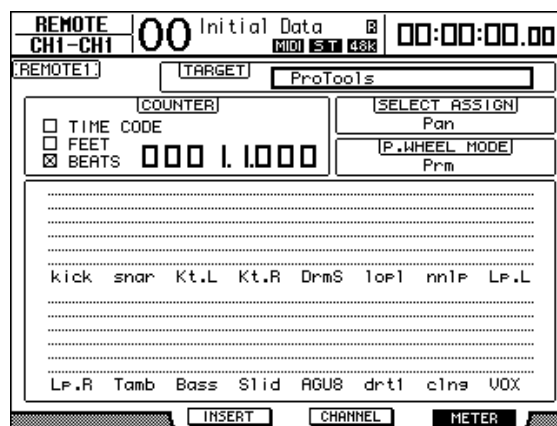 REMOTE
CH1-CH1
00 Initial Data
MIDI ST 48k
00:00:00.00
REMOTE1
TARGET
ProTools
COUNTER
TIME CODE
FEET
BEATS
000 1.1.000
SELECT ASSIGN
Pan
P.WHEEL MODE
Prm
kick snar Kt.L Kt.R DrmS lop1 nnlp Lp.L
Lp.R Tamb Bass Slid AGU8 drt1 clng VOX
INSERT CHANNEL METER